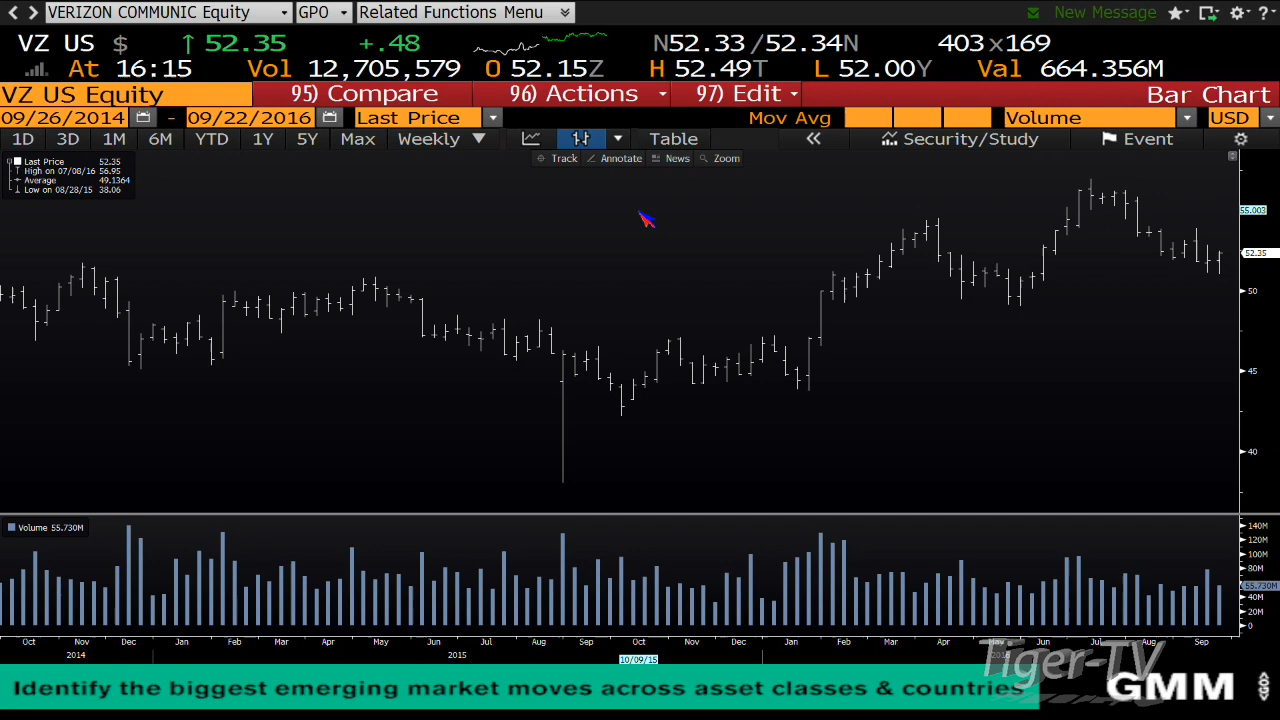 VERIZON COMMUNIC Equity GPO Related Functions Menu New Message
VZ US $ ↑ 52.35 +.48 N52.33 /52.34N 403 x169
At 16:15 Vol 12,705,579 O 52.15Z H 52.49T L 52.00Y Val 664.356M
VZ US Equity 95) Compare 96) Actions 97) Edit Bar Chart
09/26/2014 - 09/22/2016 Last Price Mov Avg Volume USD
1D 3D 1M 6M YTD 1Y 5Y Max Weekly ▼ Table « Security/Study Event
Track Annotate News Zoom
Last Price 52.35
High on 07/08/16 56.95
Average 49.1364
Low on 08/28/15 38.06
55.003
52.35
50
45
40
Volume 55.730M
140M
120M
100M
80M
55.730M
40M
20M
0
Oct Nov Dec Jan Feb Mar Apr May Jun Jul Aug Sep Oct Nov Dec Jan Feb Mar Apr May Jun Jul Aug Sep
2014 2015 10/09/15 2016
Tiger-TV
Identify the biggest emerging market moves across asset classes & countries GMM